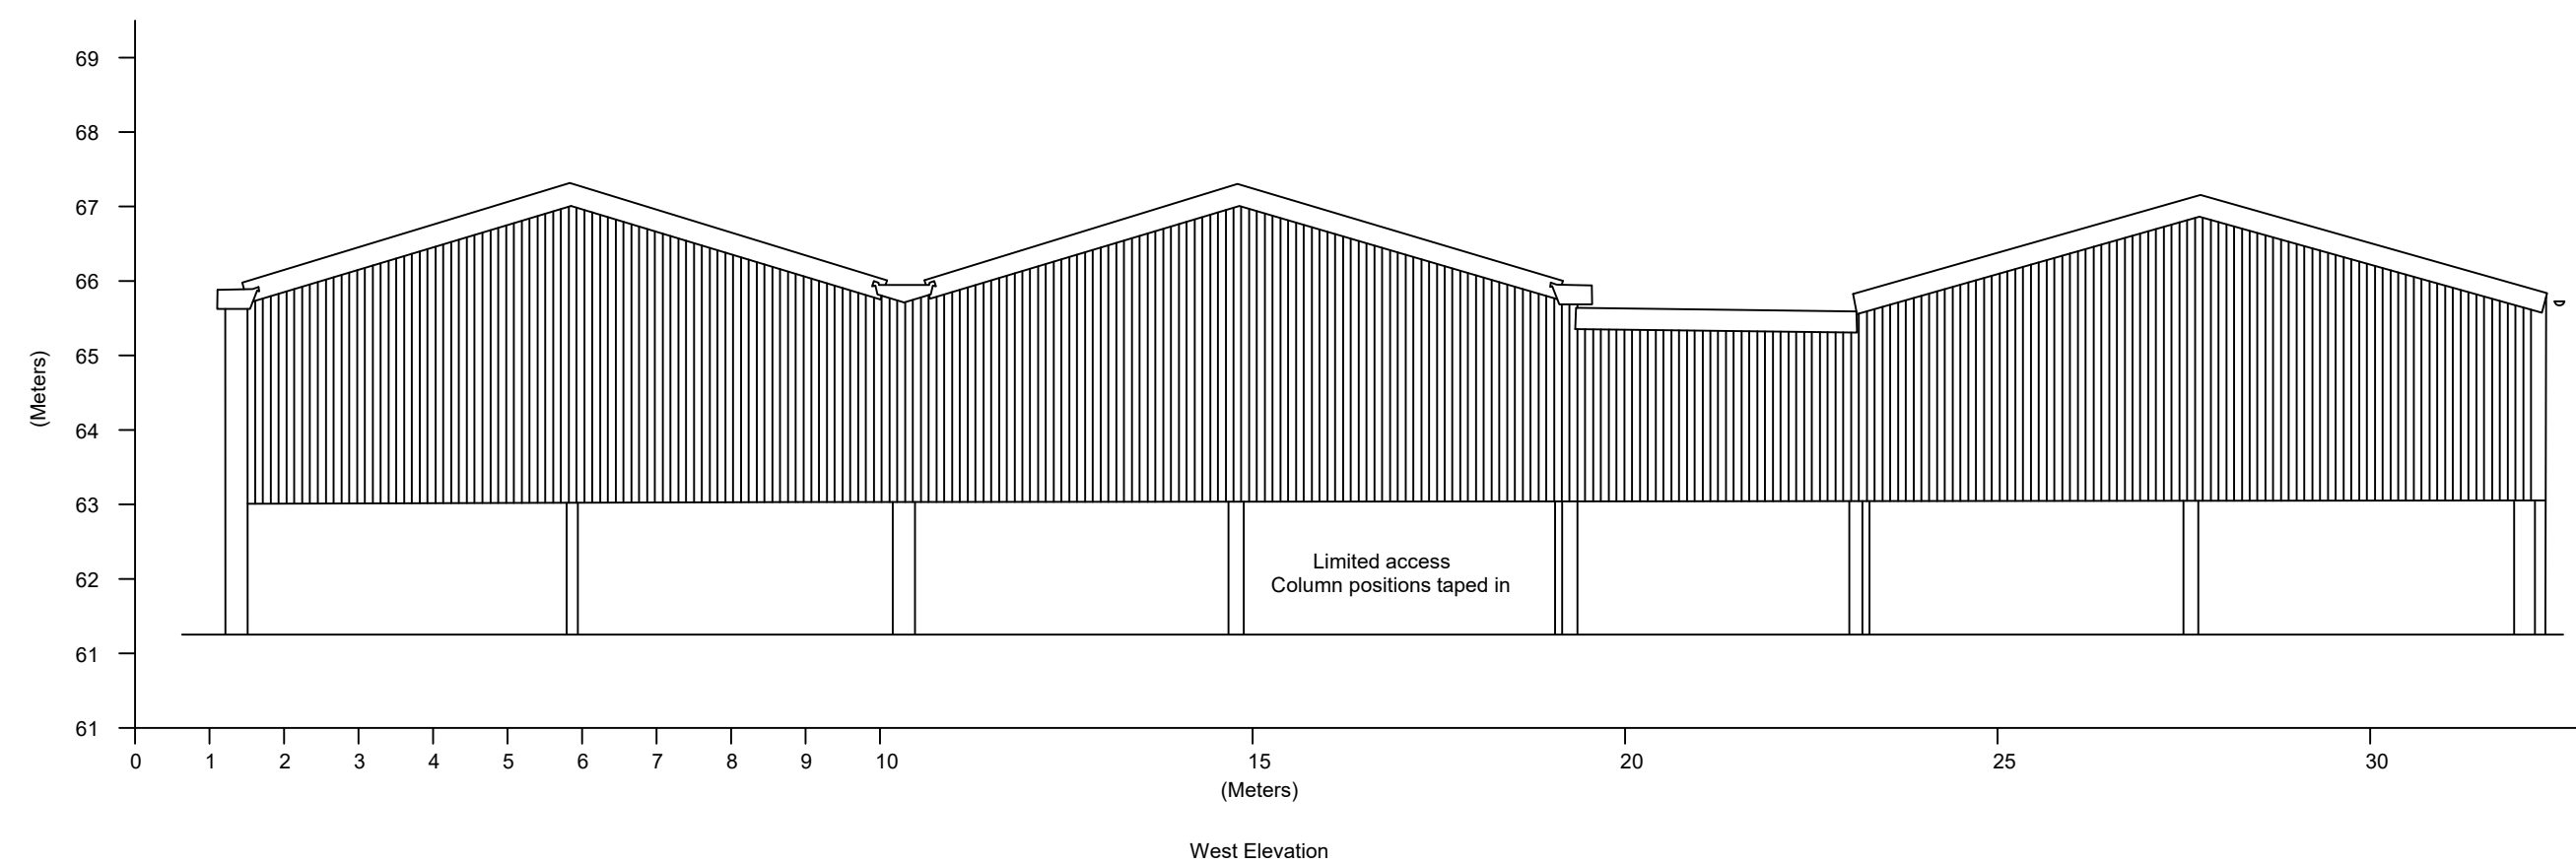 69
68
67
66
65
64
63
62
61
61
(Meters)
Limited access
Column positions taped in
0 1 2 3 4 5 6 7 8 9 10 15 20 25 30
(Meters)
West Elevation